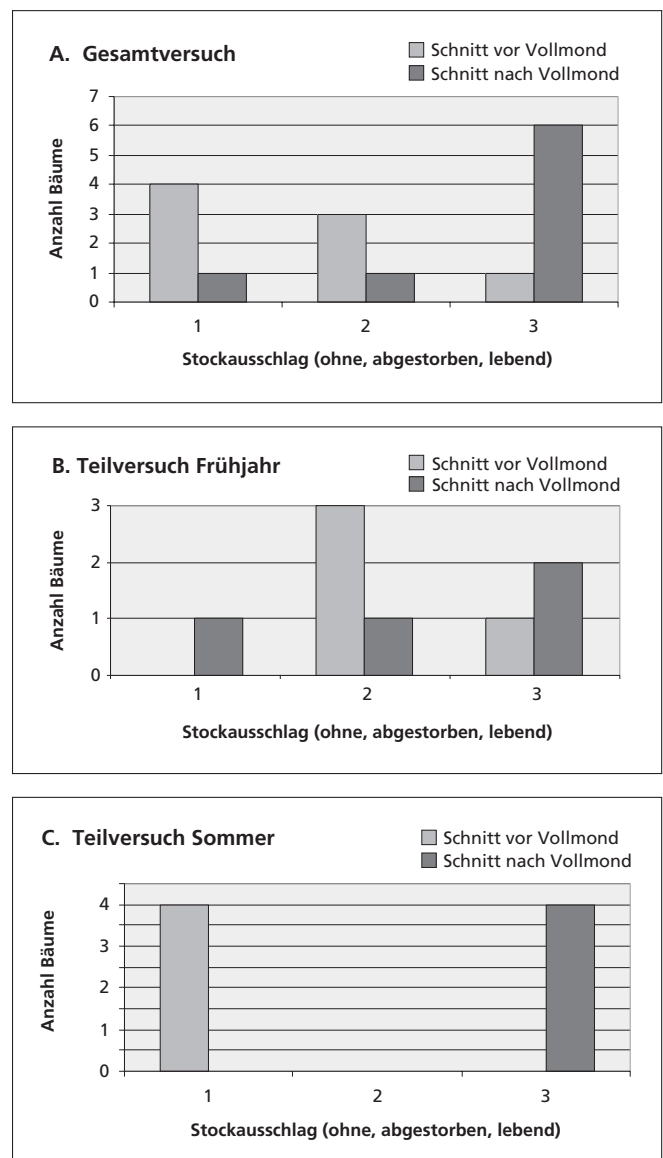 A. Gesamtversuch
Schnitt vor Vollmond
Schnitt nach Vollmond
Anzahl Bäume
7
6
5
4
3
2
1
0
1 2 3
Stockausschlag (ohne, abgestorben, lebend)
B. Teilversuch Frühjahr
Schnitt vor Vollmond
Schnitt nach Vollmond
Anzahl Bäume
3
2
1
0
1 2 3
Stockausschlag (ohne, abgestorben, lebend)
C. Teilversuch Sommer
Schnitt vor Vollmond
Schnitt nach Vollmond
Anzahl Bäume
4
3
2
1
0
1 2 3
Stockausschlag (ohne, abgestorben, lebend)